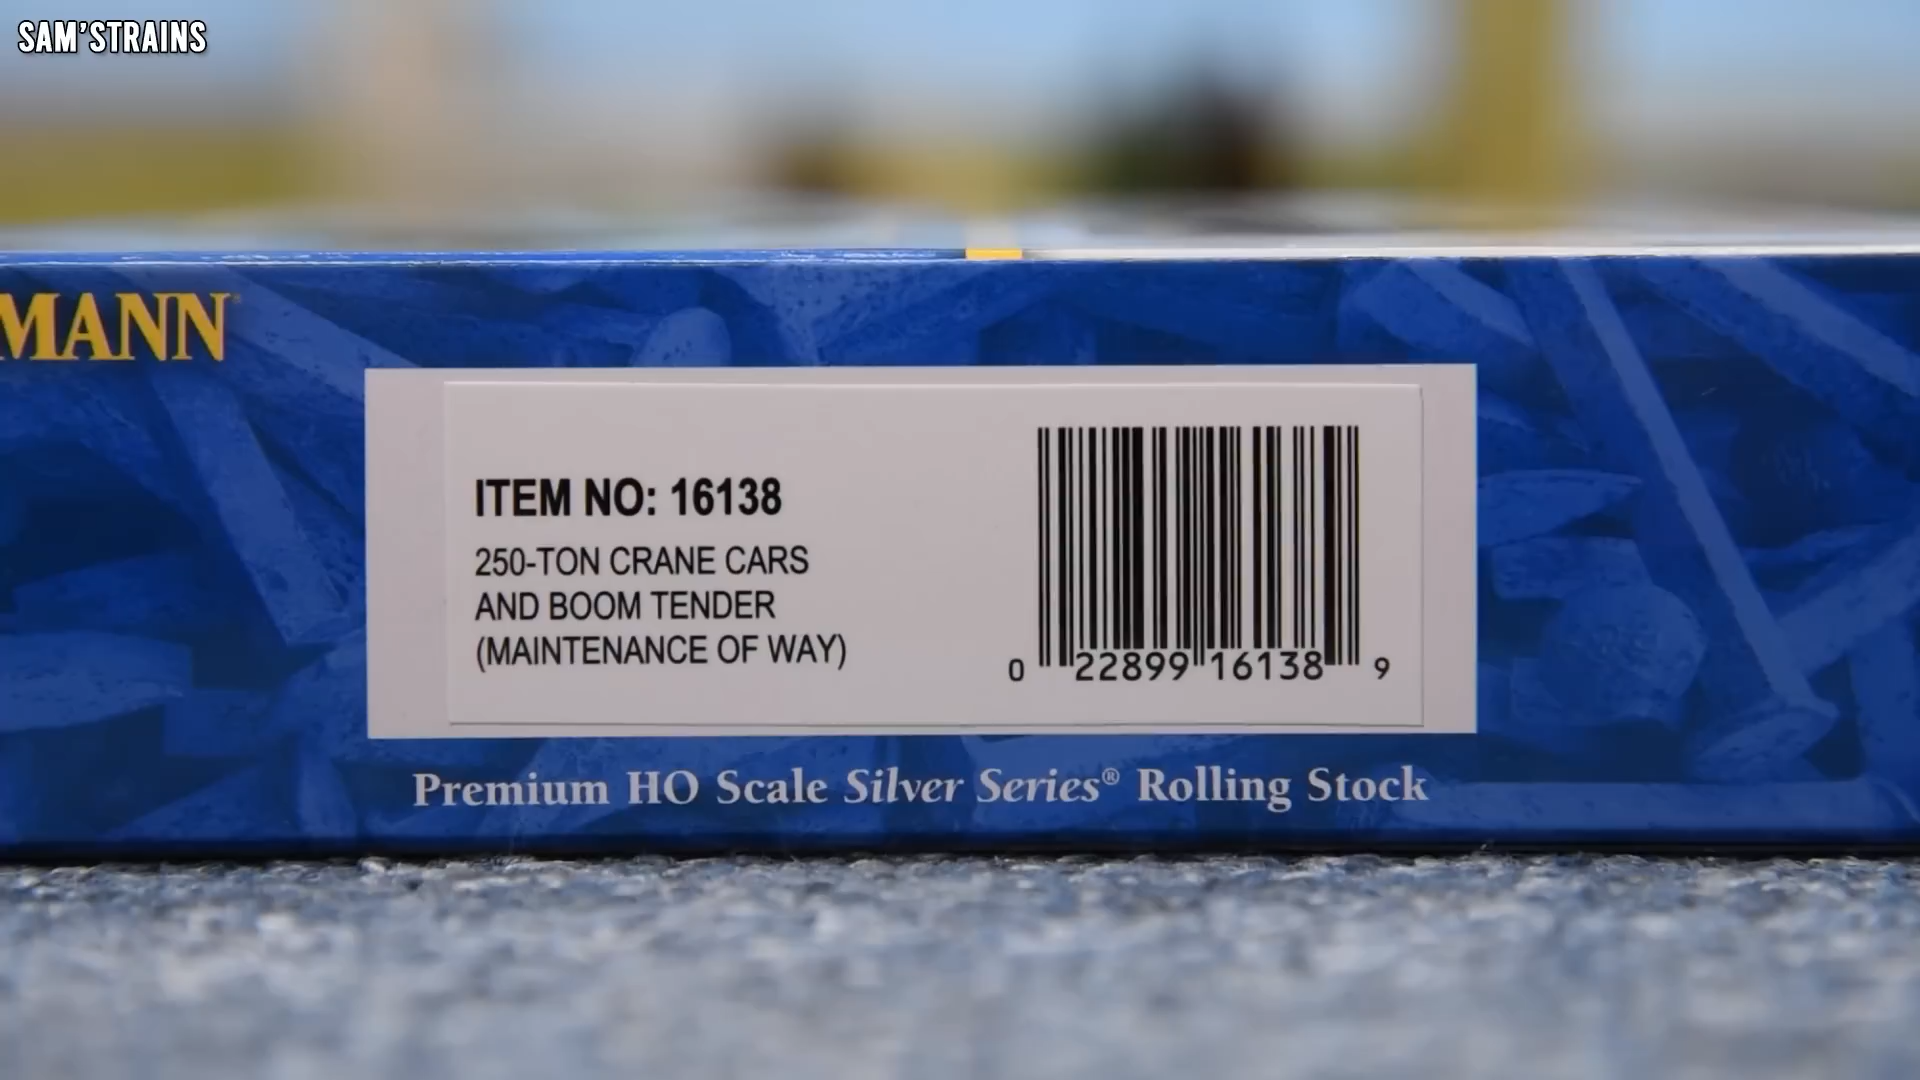 SAM'STRAINS
MANN
ITEM NO: 16138
250-TON CRANE CARS
AND BOOM TENDER
(MAINTENANCE OF WAY)
0 22899 16138 9
Premium HO Scale Silver Series® Rolling Stock